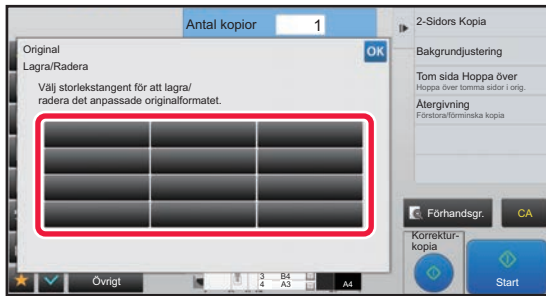 Antal kopior 1
Original
OK
Lagra/Radera
Välj storlekstangent för att lagra/
radera det anpassade originalformatet.
2-Sidors Kopia
Bakgrundjustering
Tom sida Hoppa över
Hoppa över tomma sidor i orig.
Återgivning
Förstora/förminska kopia
Förhandsgr.
CA
Korrektur-
kopia
Start
Övrigt
3 B4
4 A3
A4